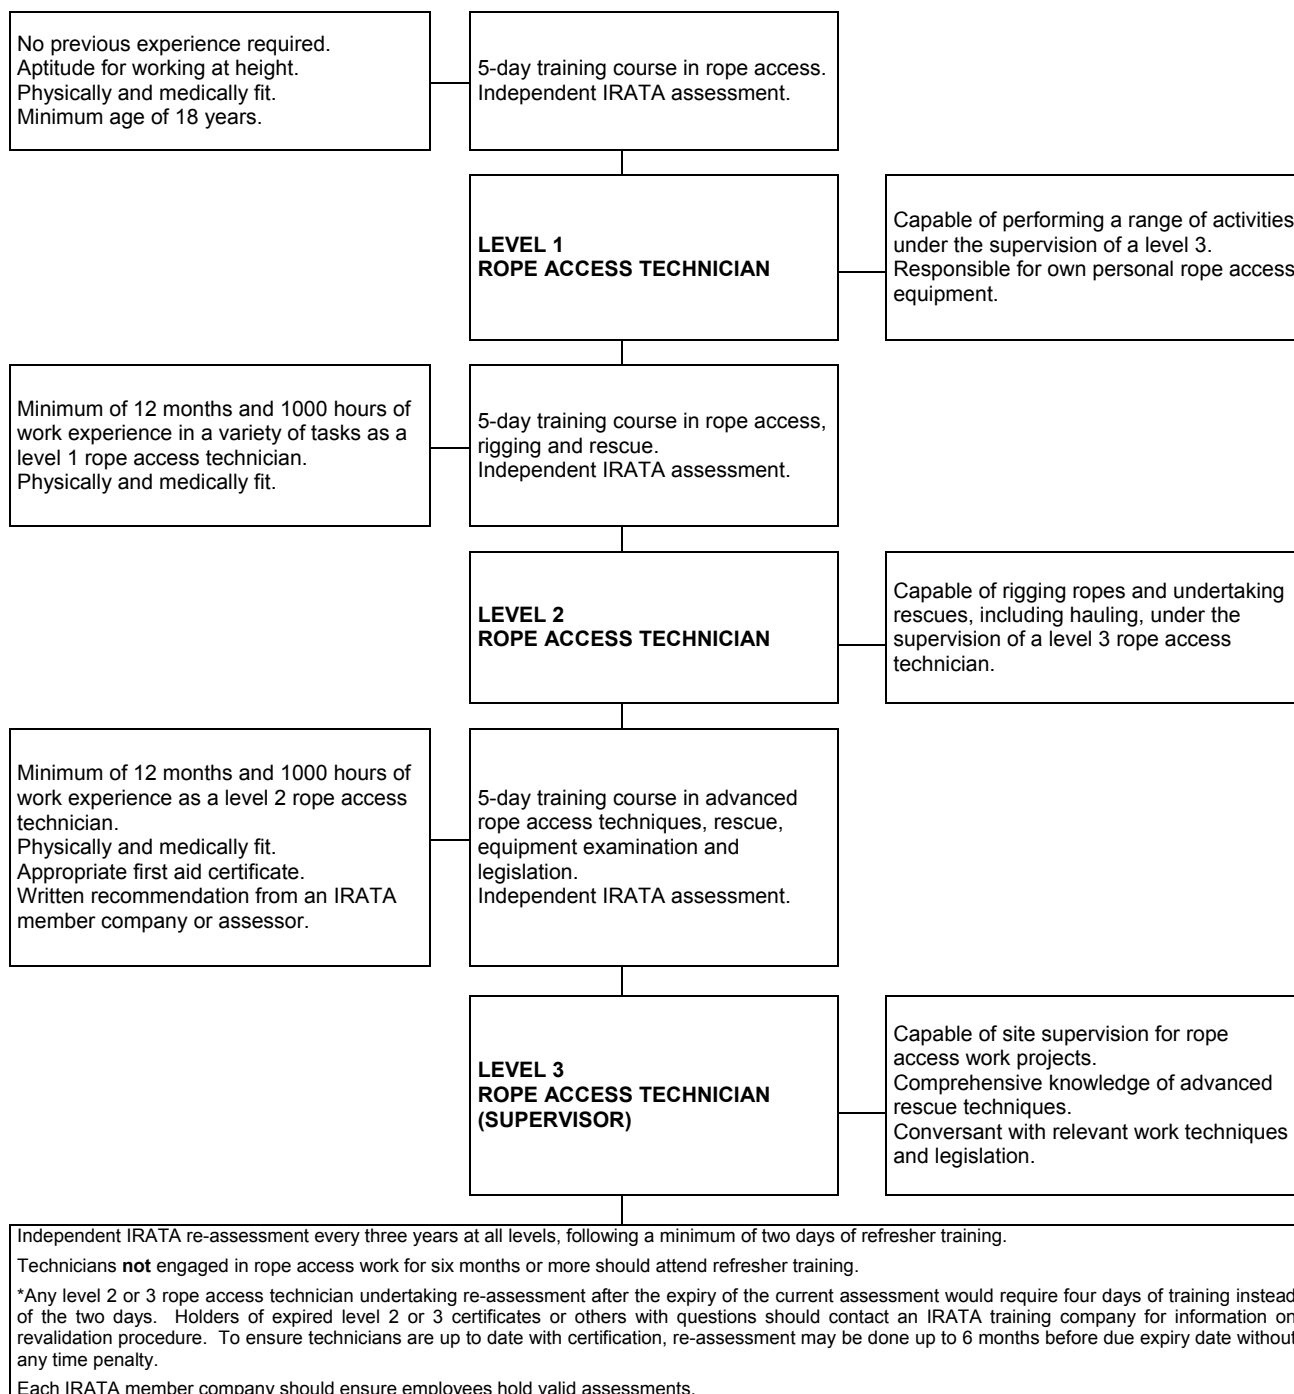 No previous experience required.
Aptitude for working at height.
Physically and medically fit.
Minimum age of 18 years.
5-day training course in rope access.
Independent IRATA assessment.
LEVEL 1
ROPE ACCESS TECHNICIAN
Capable of performing a range of activities
under the supervision of a level 3.
Responsible for own personal rope access
equipment.
Minimum of 12 months and 1000 hours of
work experience in a variety of tasks as a
level 1 rope access technician.
Physically and medically fit.
5-day training course in rope access,
rigging and rescue.
Independent IRATA assessment.
LEVEL 2
ROPE ACCESS TECHNICIAN
Capable of rigging ropes and undertaking
rescues, including hauling, under the
supervision of a level 3 rope access
technician.
Minimum of 12 months and 1000 hours of
work experience as a level 2 rope access
technician.
Physically and medically fit.
Appropriate first aid certificate.
Written recommendation from an IRATA
member company or assessor.
5-day training course in advanced
rope access techniques, rescue,
equipment examination and
legislation.
Independent IRATA assessment.
LEVEL 3
ROPE ACCESS TECHNICIAN
(SUPERVISOR)
Capable of site supervision for rope
access work projects.
Comprehensive knowledge of advanced
rescue techniques.
Conversant with relevant work techniques
and legislation.
Independent IRATA re-assessment every three years at all levels, following a minimum of two days of refresher training.
Technicians not engaged in rope access work for six months or more should attend refresher training.
*Any level 2 or 3 rope access technician undertaking re-assessment after the expiry of the current assessment would require four days of training instead
of the two days. Holders of expired level 2 or 3 certificates or others with questions should contact an IRATA training company for information on
revalidation procedure. To ensure technicians are up to date with certification, re-assessment may be done up to 6 months before due expiry date without
any time penalty.
Each IRATA member company should ensure employees hold valid assessments.